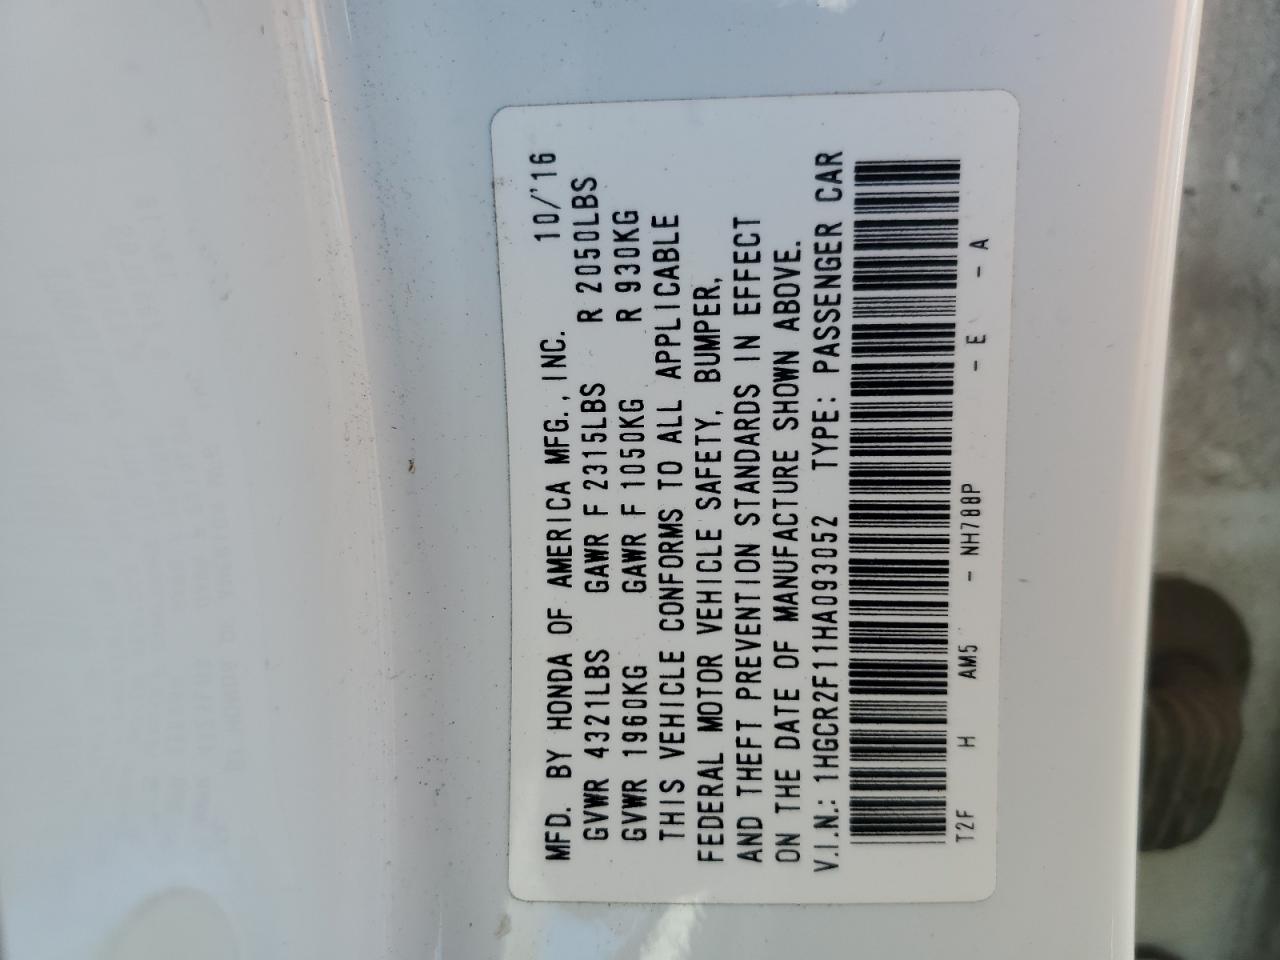 MFD. BY HONDA OF AMERICA MFG., INC. 10/'16
GVWR 4321LBS GAWR F 2315LBS R 2050LBS
GVWR 1960KG GAWR F 1050KG R 930KG
THIS VEHICLE CONFORMS TO ALL APPLICABLE
FEDERAL MOTOR VEHICLE SAFETY, BUMPER,
AND THEFT PREVENTION STANDARDS IN EFFECT
ON THE DATE OF MANUFACTURE SHOWN ABOVE.
V.I.N.: 1HGCR2F11HA093052 TYPE: PASSENGER CAR
T2F H AM5 - NH788P - E - A